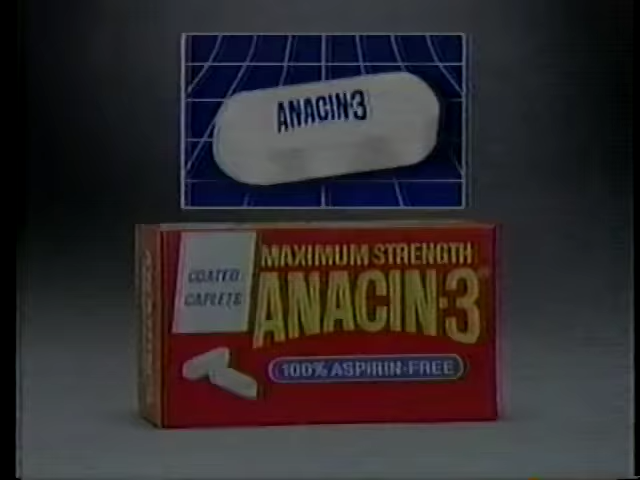 ANACIN-3
COATED
CAPLETS
MAXIMUM STRENGTH
ANACIN-3
100% ASPIRIN-FREE